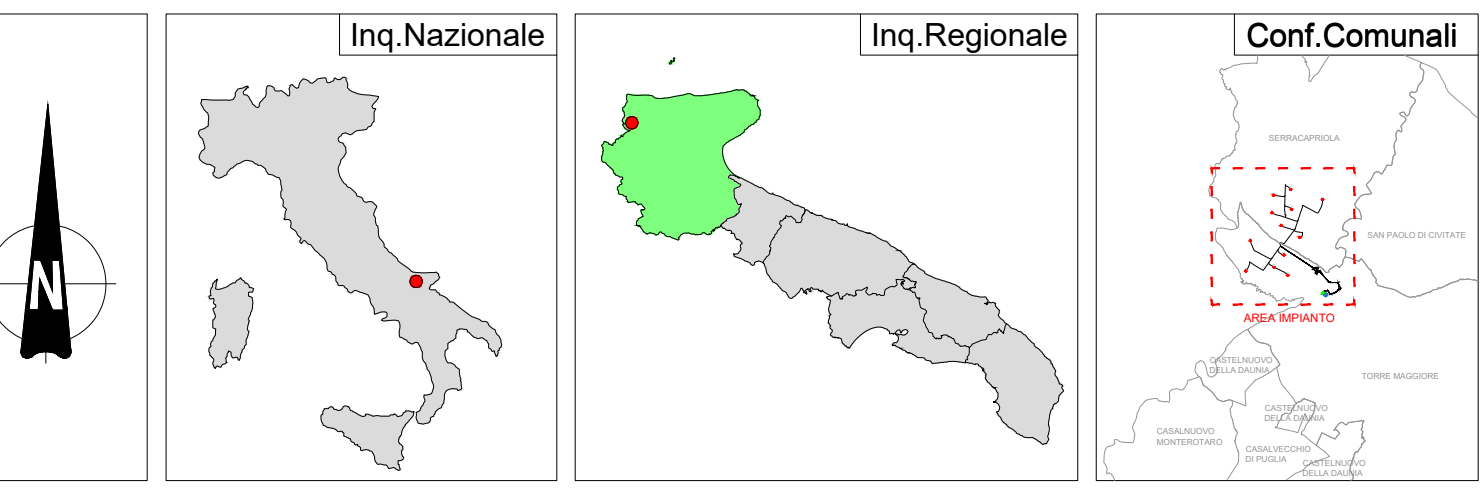 N
Inq.Nazionale
Inq.Regionale
Conf.Comunali
SERRACAPRIOLA
SAN PAOLO DI CIVITATE
AREA IMPIANTO
CASTELNUOVO
DELLA DAUNIA
TORRE MAGGIORE
CASTELNUOVO
DELLA DAUNIA
CASALNUOVO
MONTEROTARO
CASALVECCHIO
DI PUGLIA
CASTELNUOVO
DELLA DAUNIA